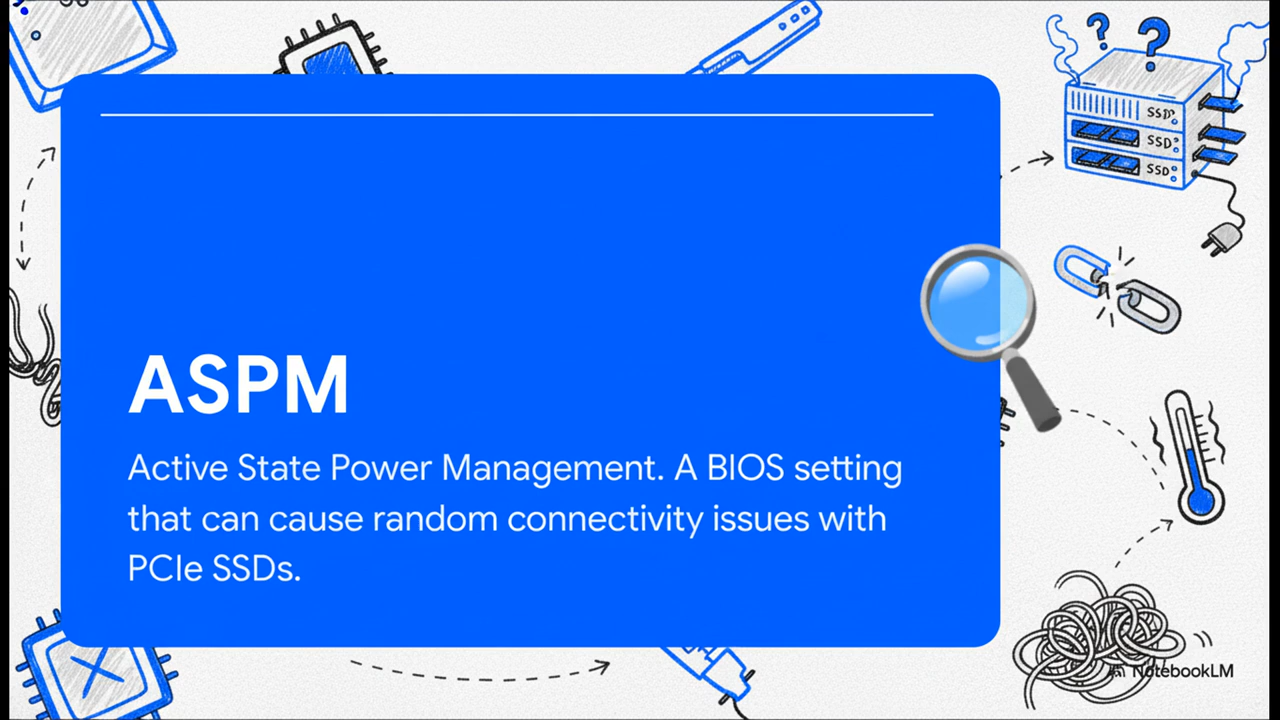 SSD
SSD
SSD
ASPM
Active State Power Management. A BIOS setting
that can cause random connectivity issues with
PCIe SSDs.
NotebookLM